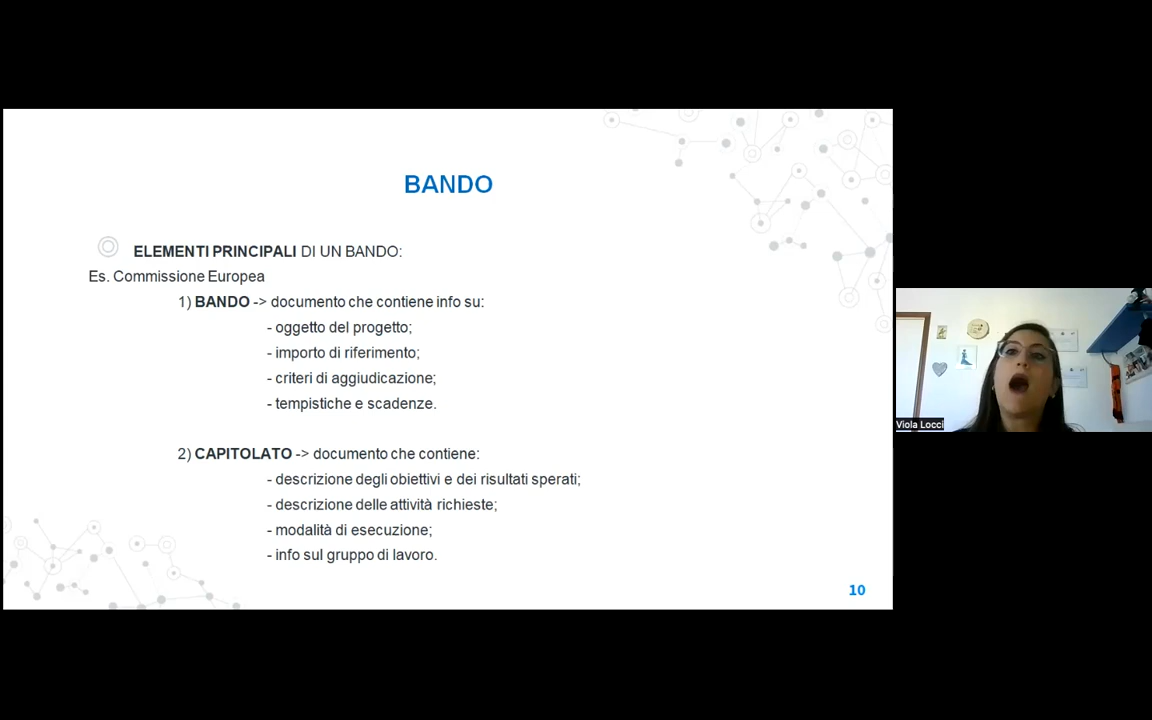 BANDO
ELEMENTI PRINCIPALI DI UN BANDO:
Es. Commissione Europea
1) BANDO -> documento che contiene info su:
- oggetto del progetto;
- importo di riferimento;
- criteri di aggiudicazione;
- tempistiche e scadenze.
2) CAPITOLATO -> documento che contiene:
- descrizione degli obiettivi e dei risultati sperati;
- descrizione delle attività richieste;
- modalità di esecuzione;
- info sul gruppo di lavoro.
10
Viola Locci